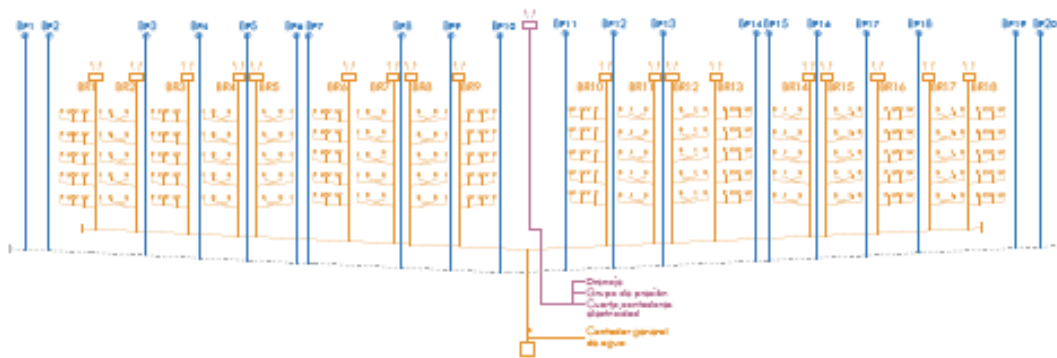 BP1 BP2 BP3 BP4 BP5 BP6 BP7 BP8 BP9 BP10 BP11 BP12 BP13 BP14 BP15 BP16 BP17 BP18 BP19 BP20
BR1 BR2 BR3 BR4 BR5 BR6 BR7 BR8 BR9 BR10 BR11 BR12 BR13 BR14 BR15 BR16 BR17 BR18
Drenaje
Grupo de presión
Cuarto contadores
electricidad
Contador general
de agua